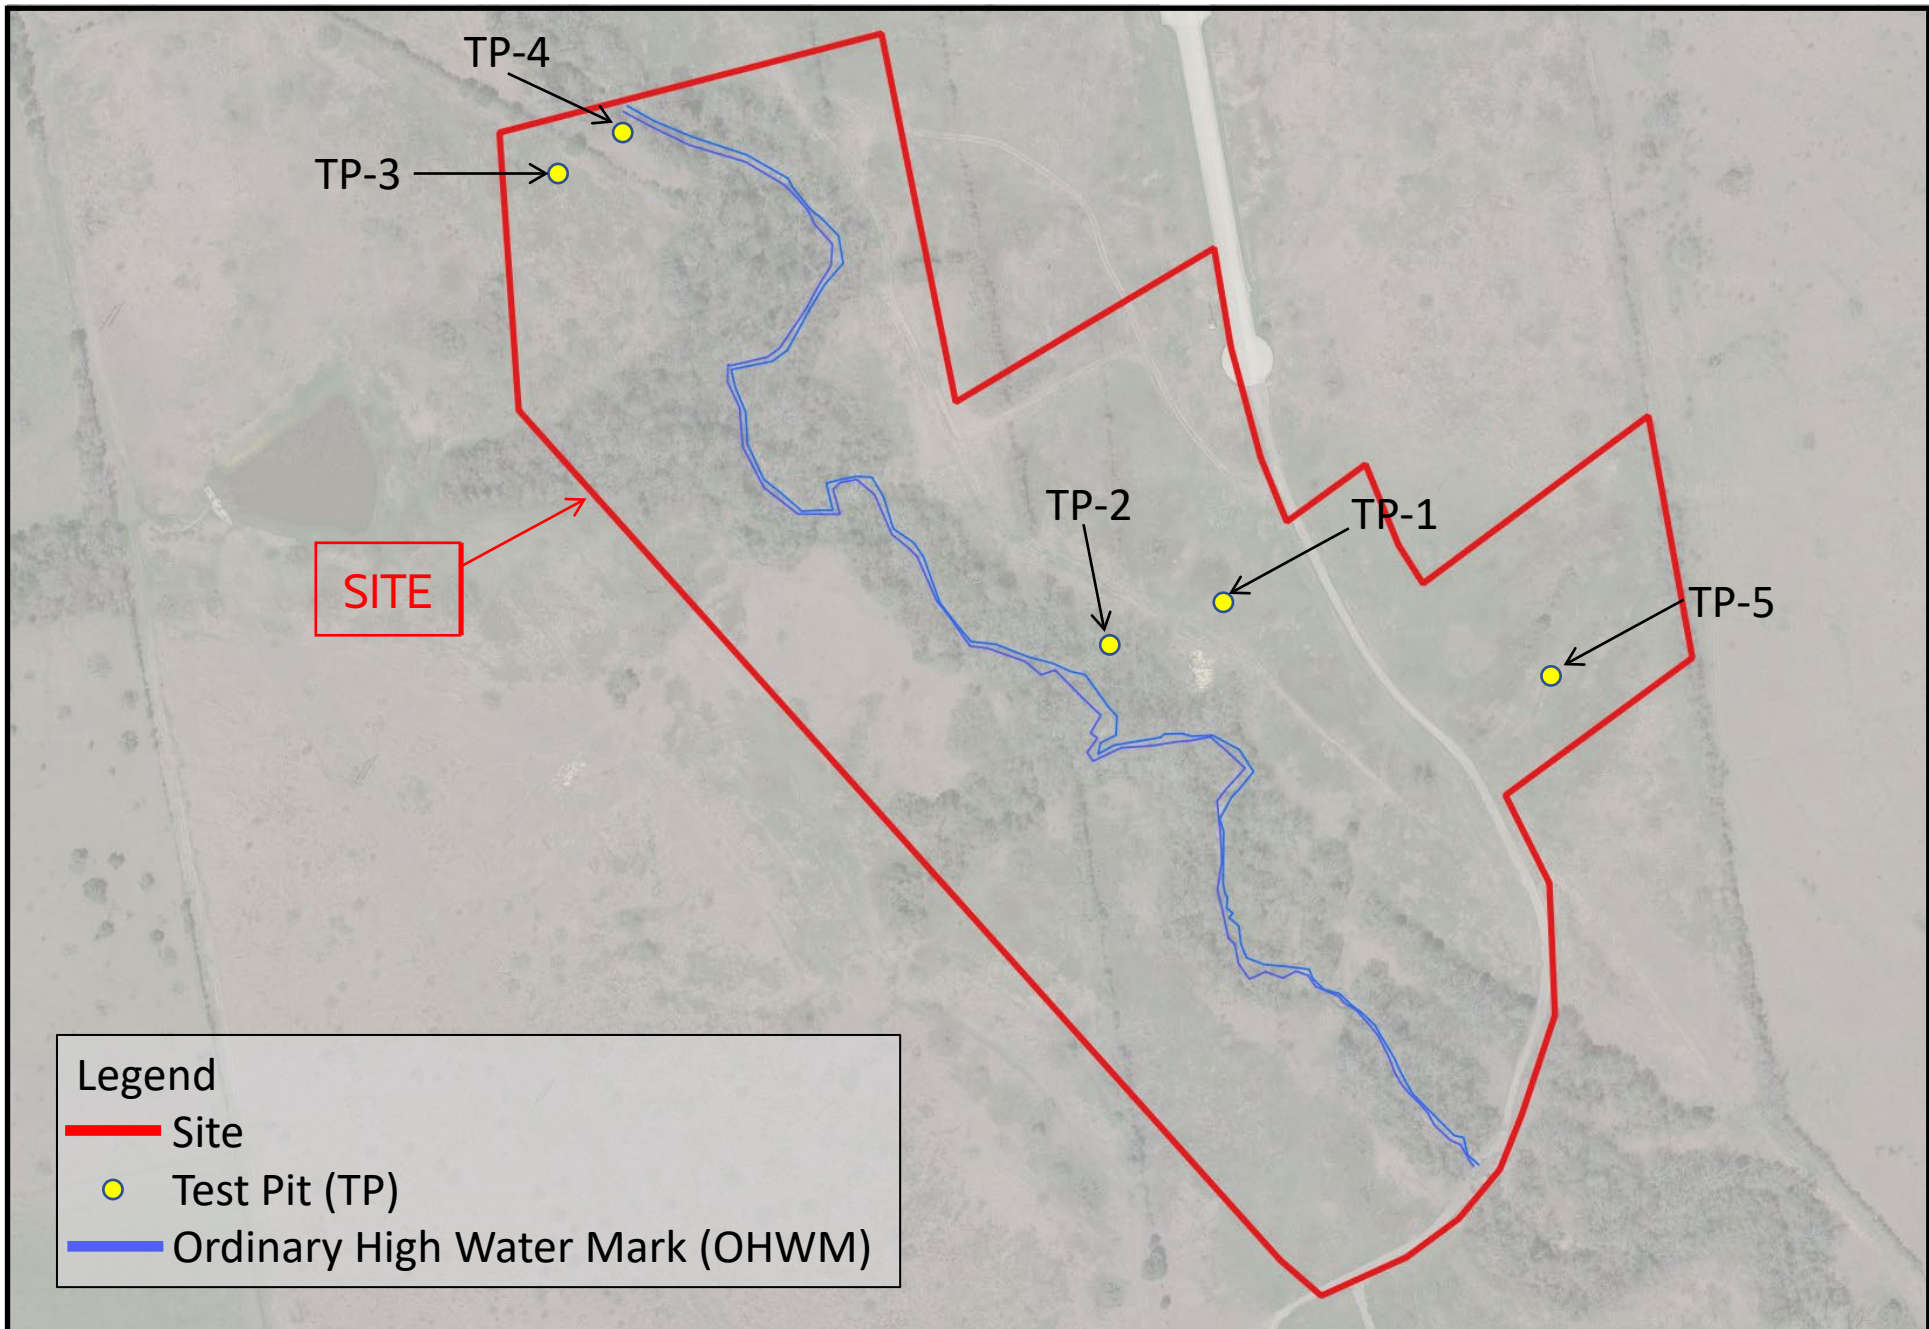 TP-4
TP-3
TP-2
TP-1
SITE
TP-5
Legend
Site
Test Pit (TP)
Ordinary High Water Mark (OHWM)